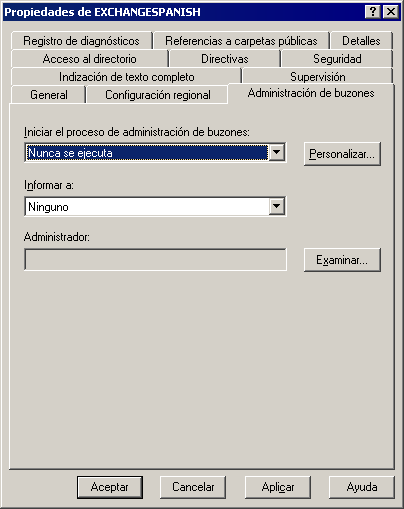 Propiedades de EXCHANGESPANISH
Registro de diagnósticos Referencias a carpetas públicas Detalles
Acceso al directorio Directivas Seguridad
Indización de texto completo Supervisión
General Configuración regional Administración de buzones
Iniciar el proceso de administración de buzones:
Nunca se ejecuta Personalizar...
Informar a:
Ninguno
Administrador:
Examinar...
Aceptar Cancelar Aplicar Ayuda